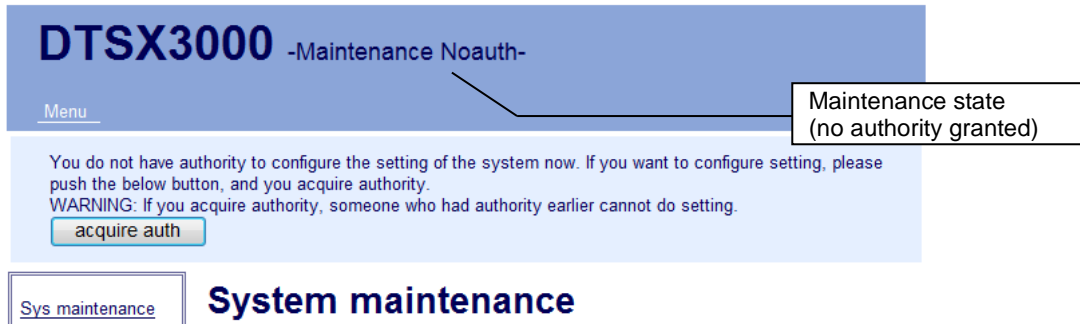 DTSX3000 -Maintenance Noauth-
Maintenance state
(no authority granted)
Menu
You do not have authority to configure the setting of the system now. If you want to configure setting, please
push the below button, and you acquire authority.
WARNING: If you acquire authority, someone who had authority earlier cannot do setting.
acquire auth
Sys maintenance
System maintenance